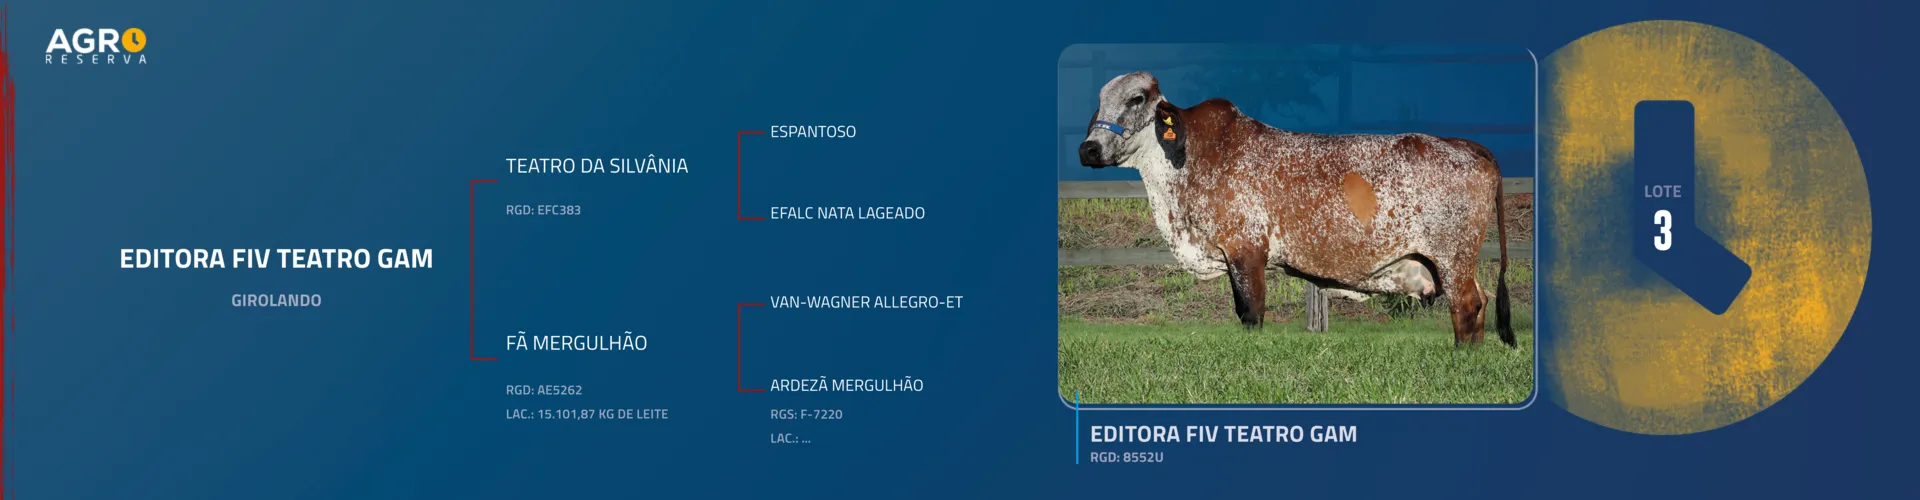 AGRO
RESERVA
EDITORA FIV TEATRO GAM
GIROLANDO
TEATRO DA SILVÂNIA
RGD: EFC383
FÃ MERGULHÃO
RGD: AE5262
LAC.: 15.101,87 KG DE LEITE
ESPANTOSO
EFALC NATA LAGEADO
VAN-WAGNER ALLEGRO-ET
ARDEZÃ MERGULHÃO
RGS: F-7220
LAC.: ...
EDITORA FIV TEATRO GAM
RGD: 8552U
LOTE
3